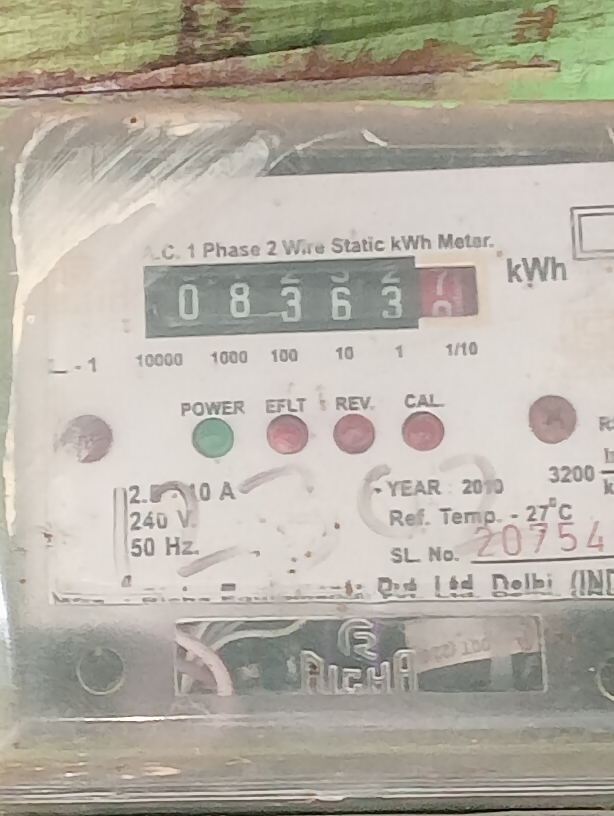 .C. 1 Phase 2 Wire Static kWh Meter.
0 8 3 6 3 kWh
- 1 10000 1000 100 10 1 1/10
POWER EFLT REV. CAL.
10 A
240 V.
50 Hz.
YEAR : 2010
3200
Ref. Temp. - 27°C
SL. No. 20754
Ltd Delhi (IND
RICHA